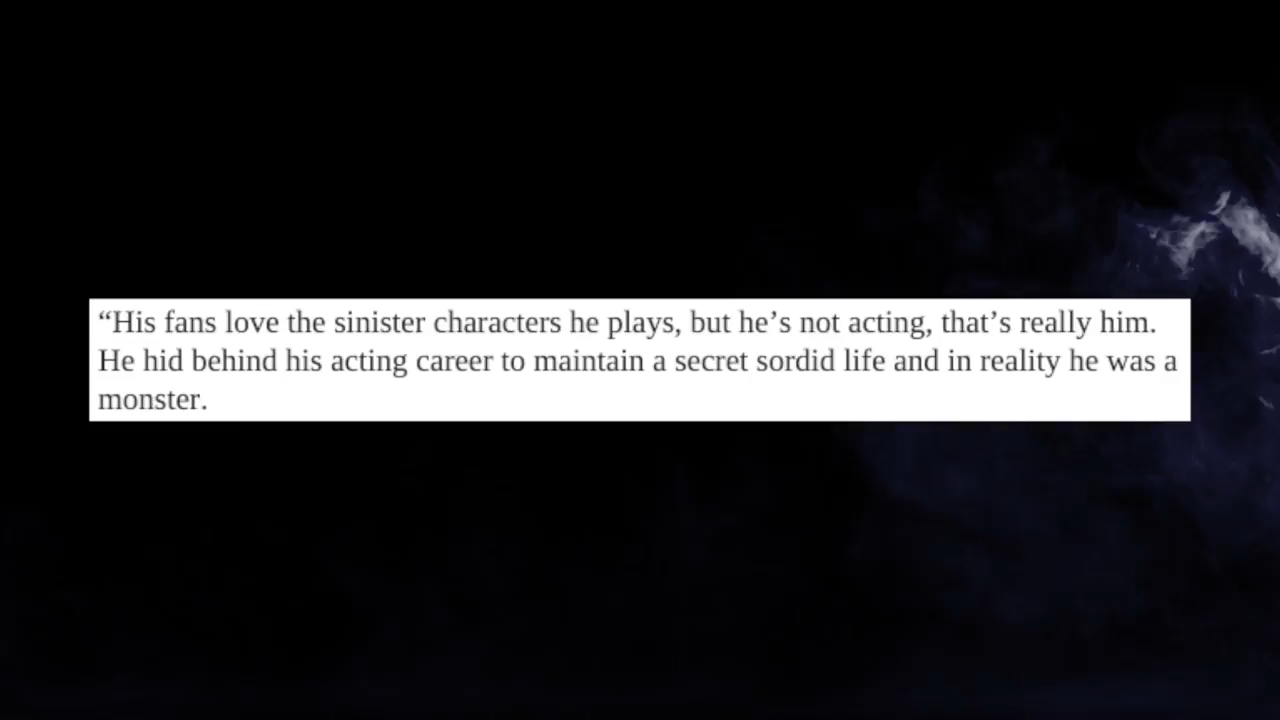 “His fans love the sinister characters he plays, but he’s not acting, that’s really him.
He hid behind his acting career to maintain a secret sordid life and in reality he was a
monster.